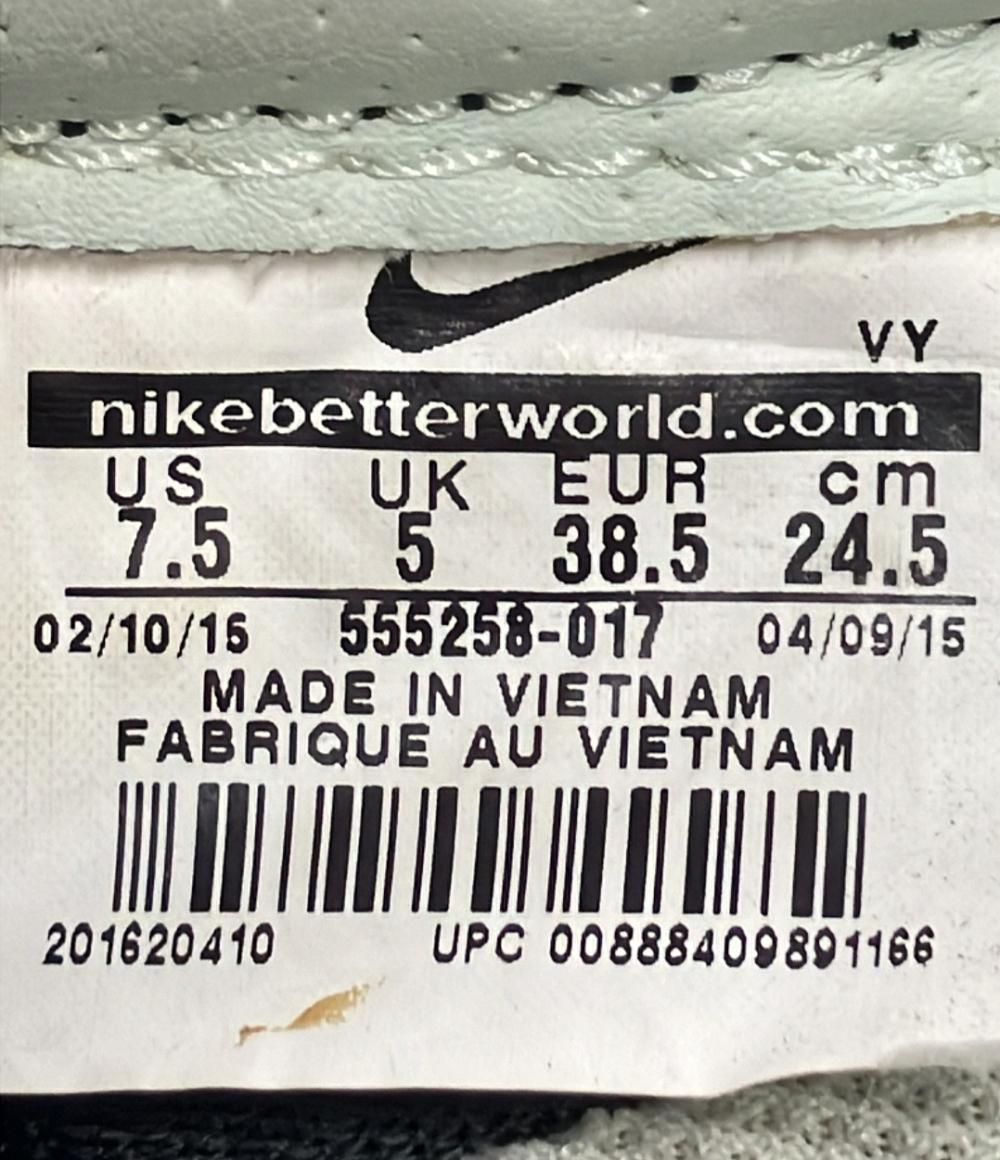 VY
nikebetterworld.com
US UK EUR cm
7.5 5 38.5 24.5
02/10/15 555258-017 04/09/15
MADE IN VIETNAM
FABRIQUE AU VIETNAM
201620410 UPC 00888409891166